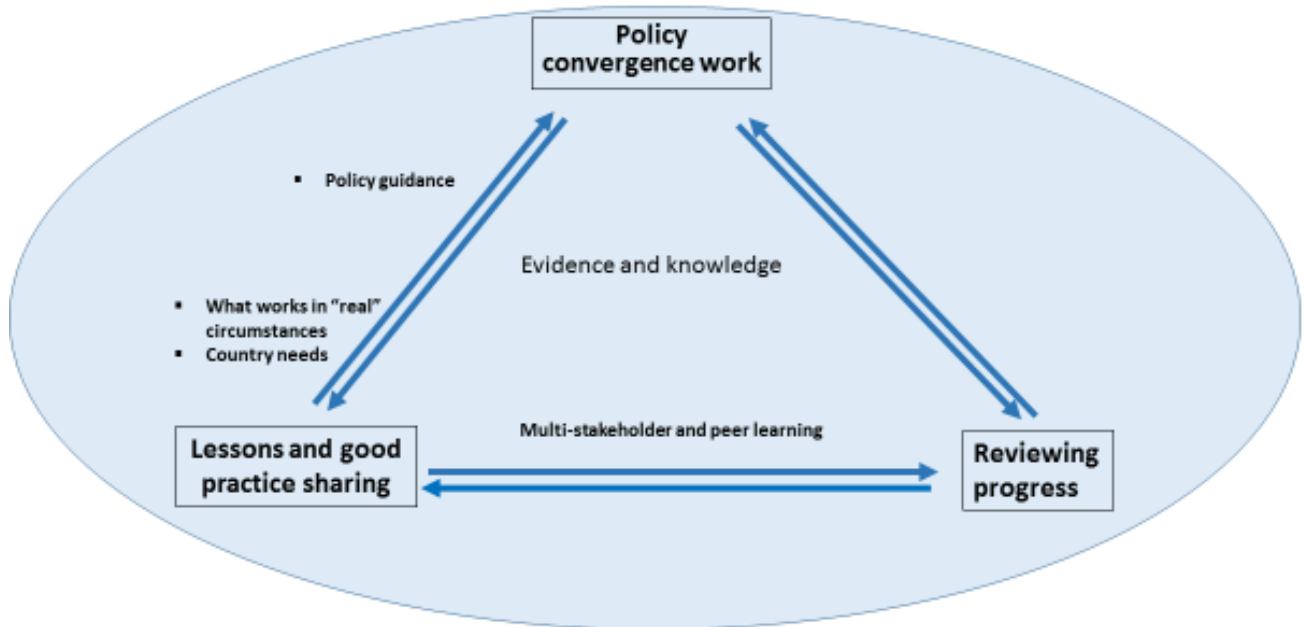 Policy
convergence work
▪ Policy guidance
Evidence and knowledge
▪ What works in “real”
circumstances
▪ Country needs
Multi-stakeholder and peer learning
Lessons and good
practice sharing
Reviewing
progress